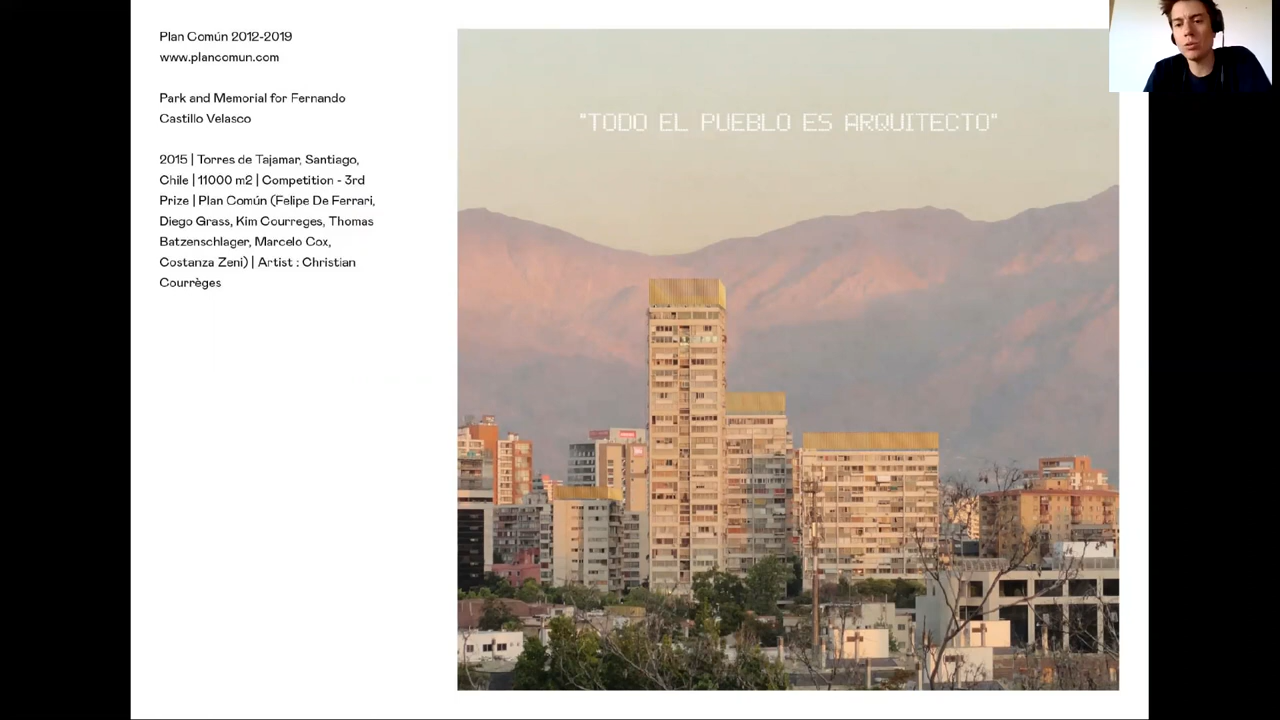 Plan Común 2012-2019
www.plancomun.com
Park and Memorial for Fernando
Castillo Velasco
2015 | Torres de Tajamar, Santiago,
Chile | 11000 m2 | Competition - 3rd
Prize | Plan Común (Felipe De Ferrari,
Diego Grass, Kim Courreges, Thomas
Batzenschlager, Marcelo Cox,
Costanza Zeni) | Artist : Christian
Courrèges
"TODO EL PUEBLO ES ARQUITECTO"